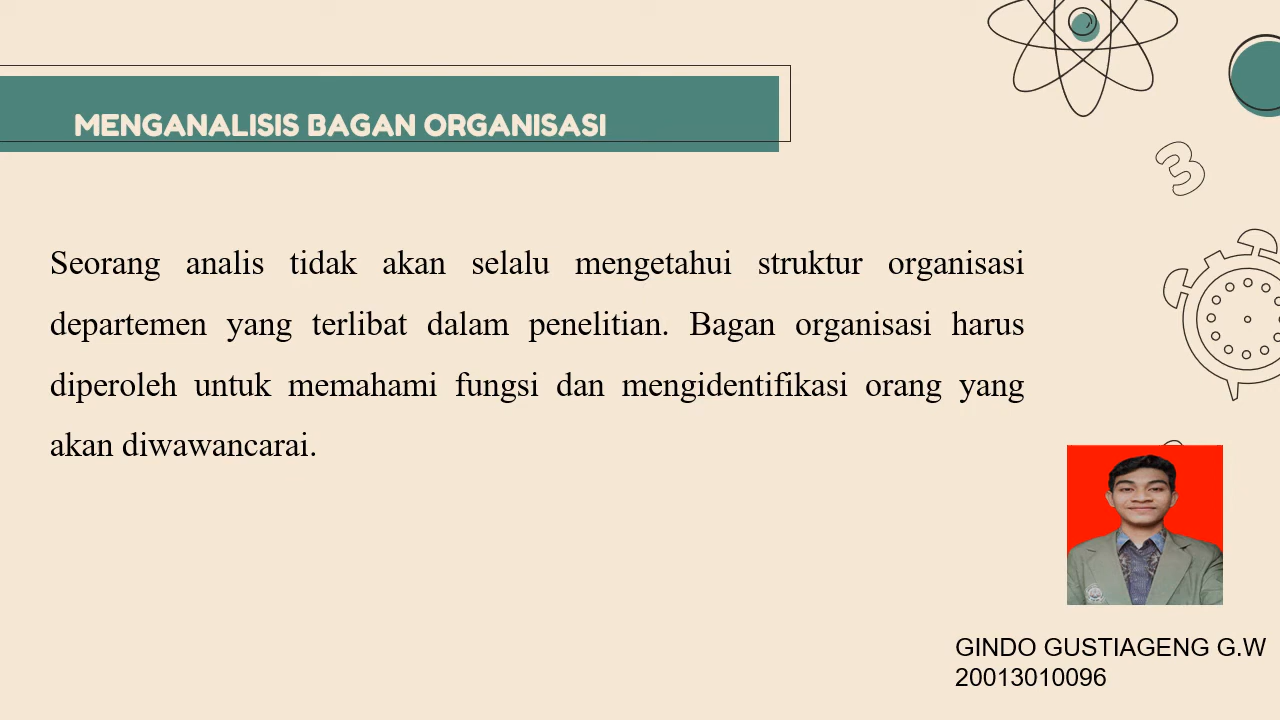 MENGANALISIS BAGAN ORGANISASI
3
Seorang analis tidak akan selalu mengetahui struktur organisasi
departemen yang terlibat dalam penelitian. Bagan organisasi harus
diperoleh untuk memahami fungsi dan mengidentifikasi orang yang
akan diwawancarai.
GINDO GUSTIAGENG G.W
20013010096